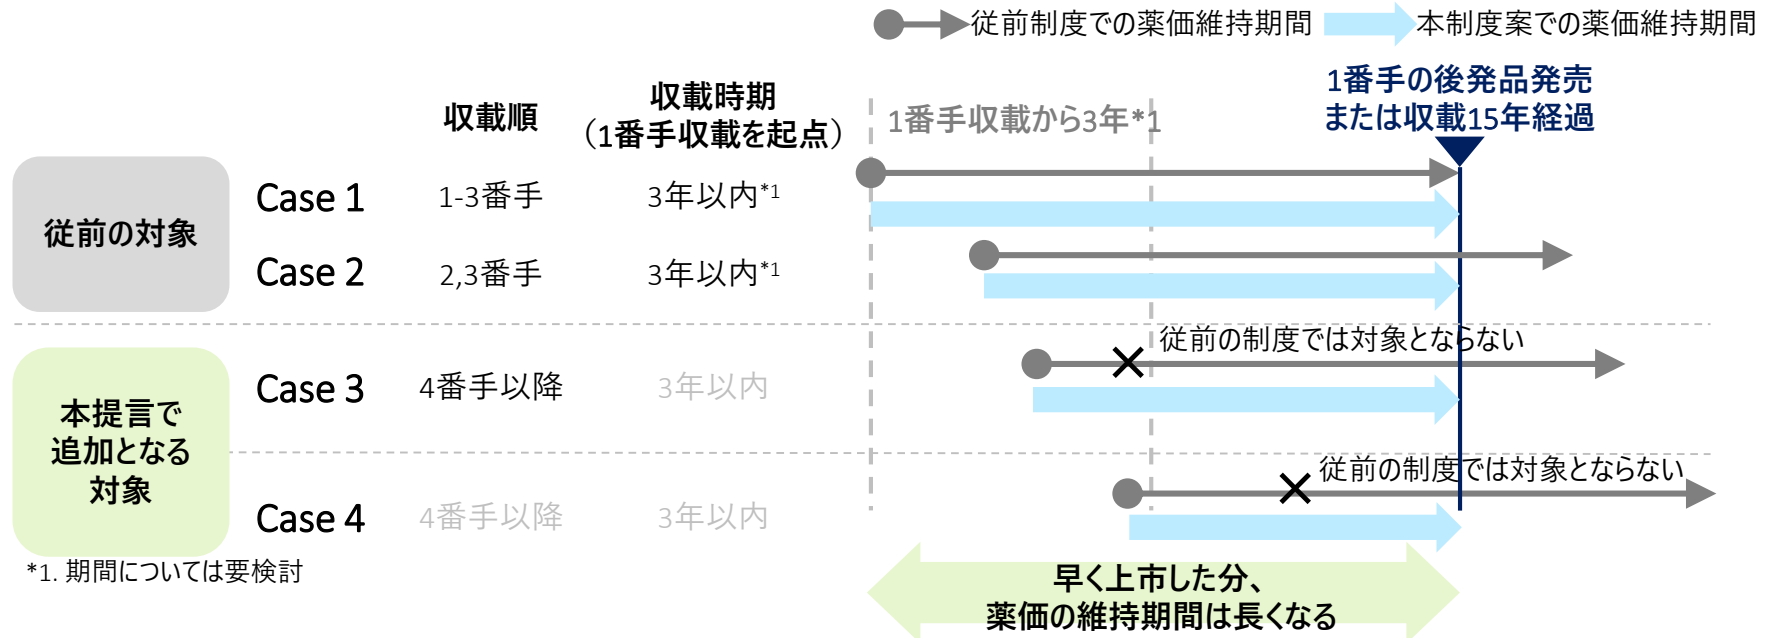 従前制度での薬価維持期間
本制度案での薬価維持期間
収載順
収載時期
（1番手収載を起点）
1番手収載から3年*1
1番手の後発品発売
または収載15年経過
従前の対象
Case 1
1-3番手
3年以内*1
Case 2
2,3番手
3年以内*1
本提言で
追加となる
対象
Case 3
4番手以降
3年以内
従前の制度では対象とならない
Case 4
4番手以降
3年以内
従前の制度では対象とならない
*1. 期間については要検討
早く上市した分、
薬価の維持期間は長くなる